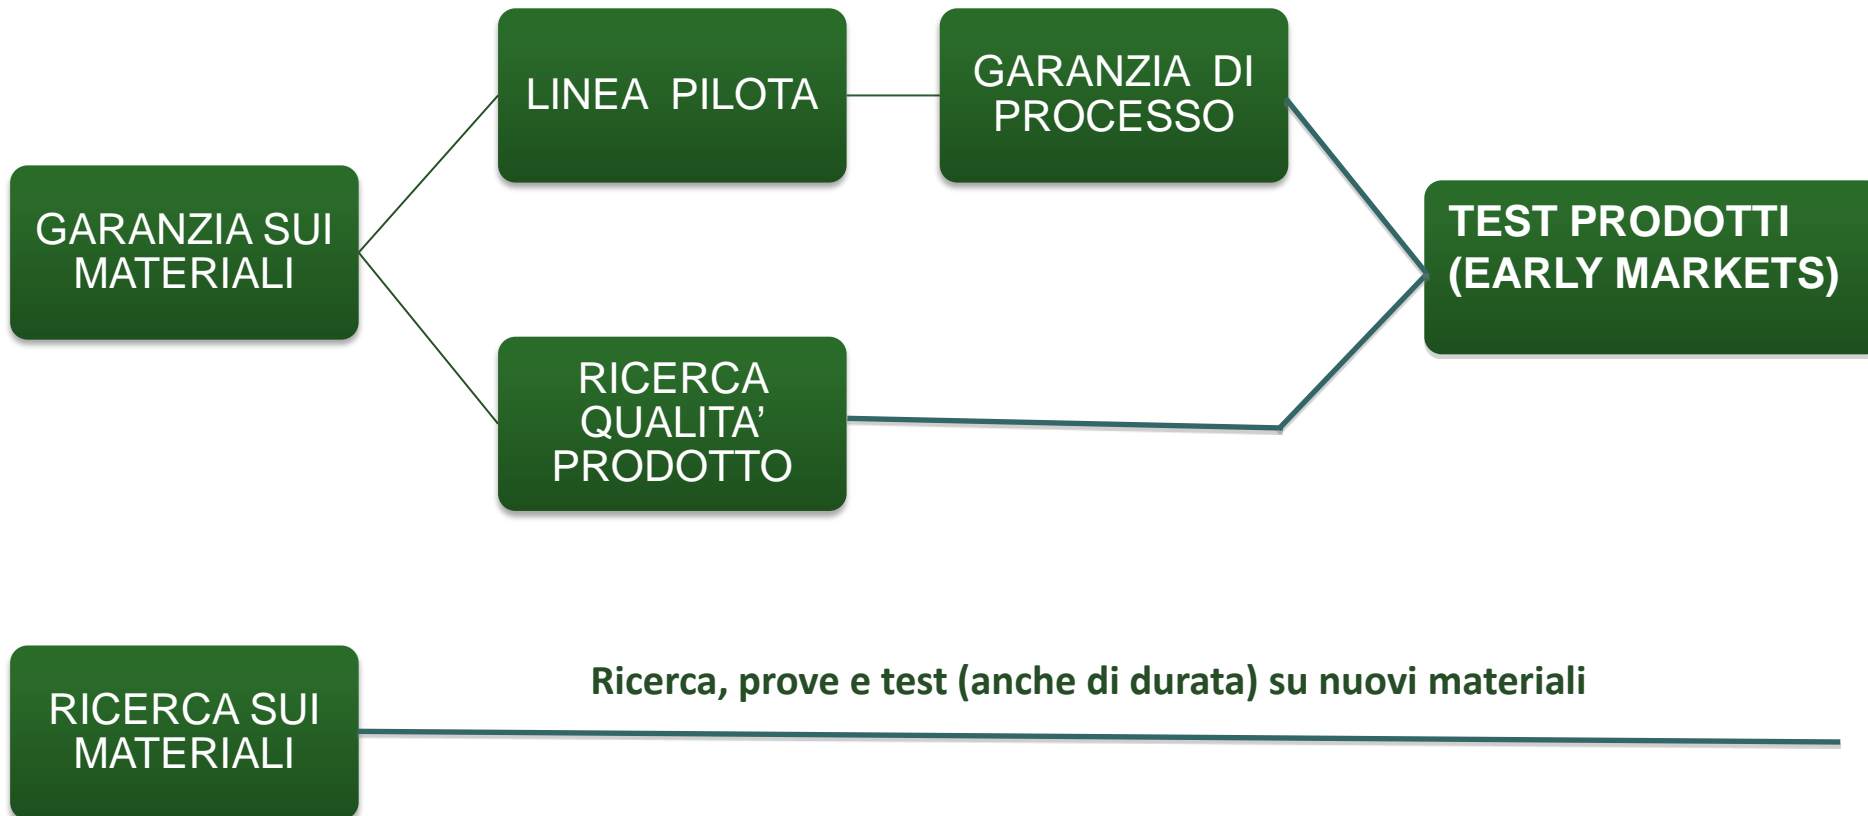 LINEA PILOTA
GARANZIA DI
PROCESSO
GARANZIA SUI
MATERIALI
TEST PRODOTTI
(EARLY MARKETS)
RICERCA
QUALITA’
PRODOTTO
RICERCA SUI
MATERIALI
Ricerca, prove e test (anche di durata) su nuovi materiali